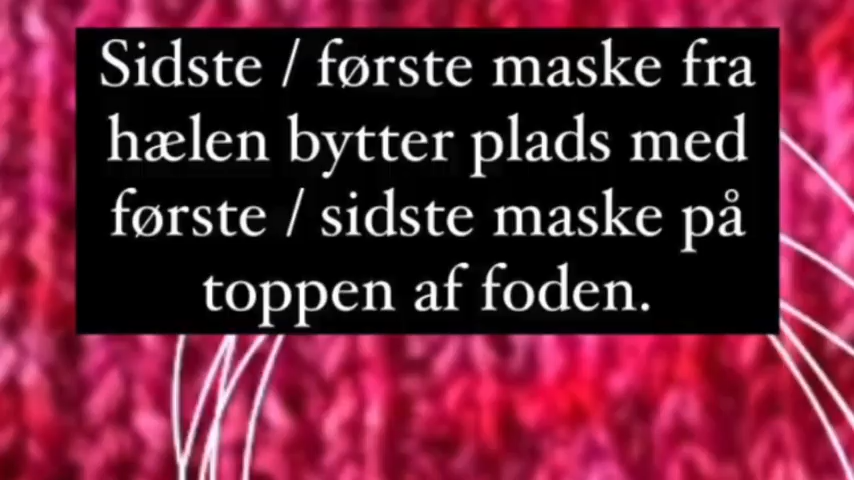 Sidste / første maske fra
hælen bytter plads med
første / sidste maske på
toppen af foden.